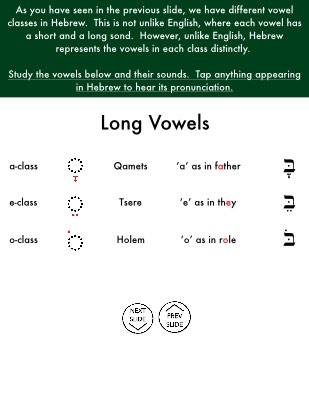 As you have seen in the previous slide, we have different vowel
classes in Hebrew. This is not unlike English, where each vowel has
a short and a long sond. However, unlike English, Hebrew
represents the vowels in each class distinctly.
Study the vowels below and their sounds. Tap anything appearing
in Hebrew to hear its pronunciation.
Long Vowels
a-class ◌ָ Qamets ‘a’ as in father בָּ
e-class ◌ֵ Tsere ‘e’ as in they בֵּ
o-class ◌ֹ Holem ‘o’ as in role בֹּ
NEXT SLIDE
PREV SLIDE